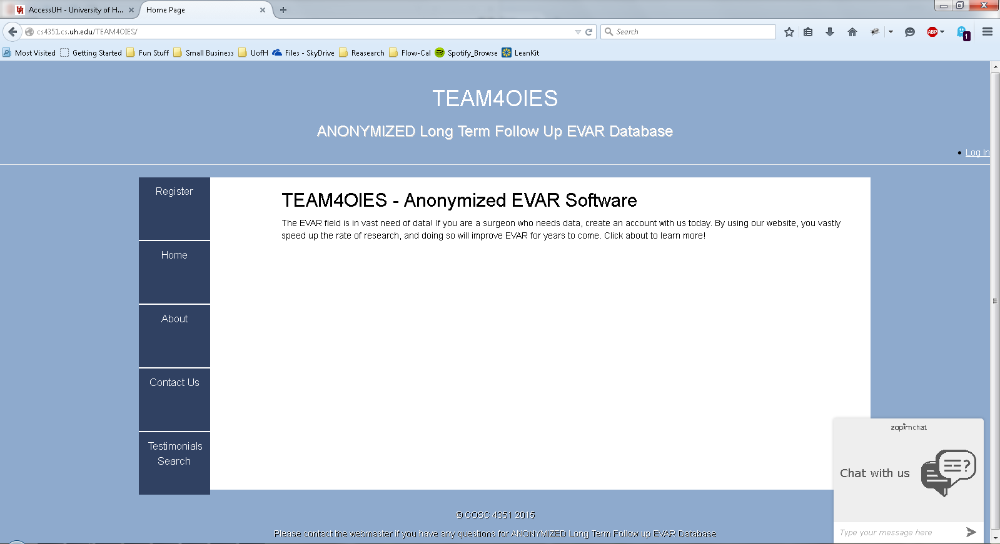 AccessUH - University of H...
Home Page
cs4351.cs.uh.edu/TEAM4OIES/
Search
ABP
1
Most Visited
Getting Started
Fun Stuff
Small Business
UofH
Files - SkyDrive
Reasearch
Flow-Cal
Spotify_Browse
LeanKit
TEAM4OIES
ANONYMIZED Long Term Follow Up EVAR Database
Log In
Register
Home
About
Contact Us
Testimonials
Search
TEAM4OIES - Anonymized EVAR Software
The EVAR field is in vast need of data! If you are a surgeon who needs data, create an account with us today. By using our website, you vastly
speed up the rate of research, and doing so will improve EVAR for years to come. Click about to learn more!
zopim chat
Chat with us
Type your message here
© COSC 4351 2015
Please contact the webmaster if you have any questions for ANONYMIZED Long Term Follow up EVAR Database